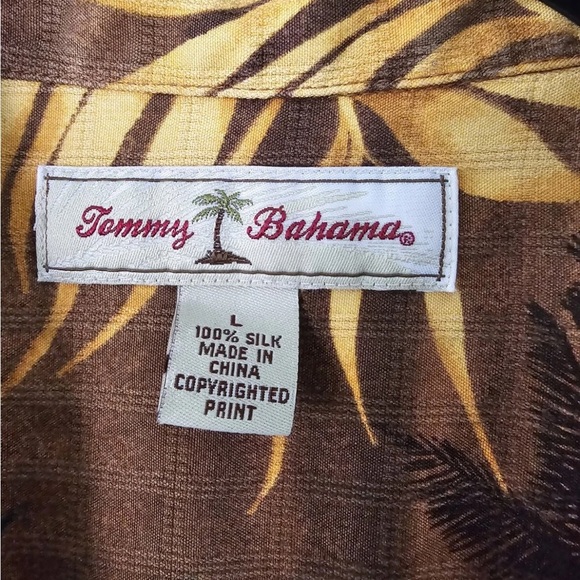 Tommy Bahama®
L
100% SILK
MADE IN
CHINA
COPYRIGHTED
PRINT